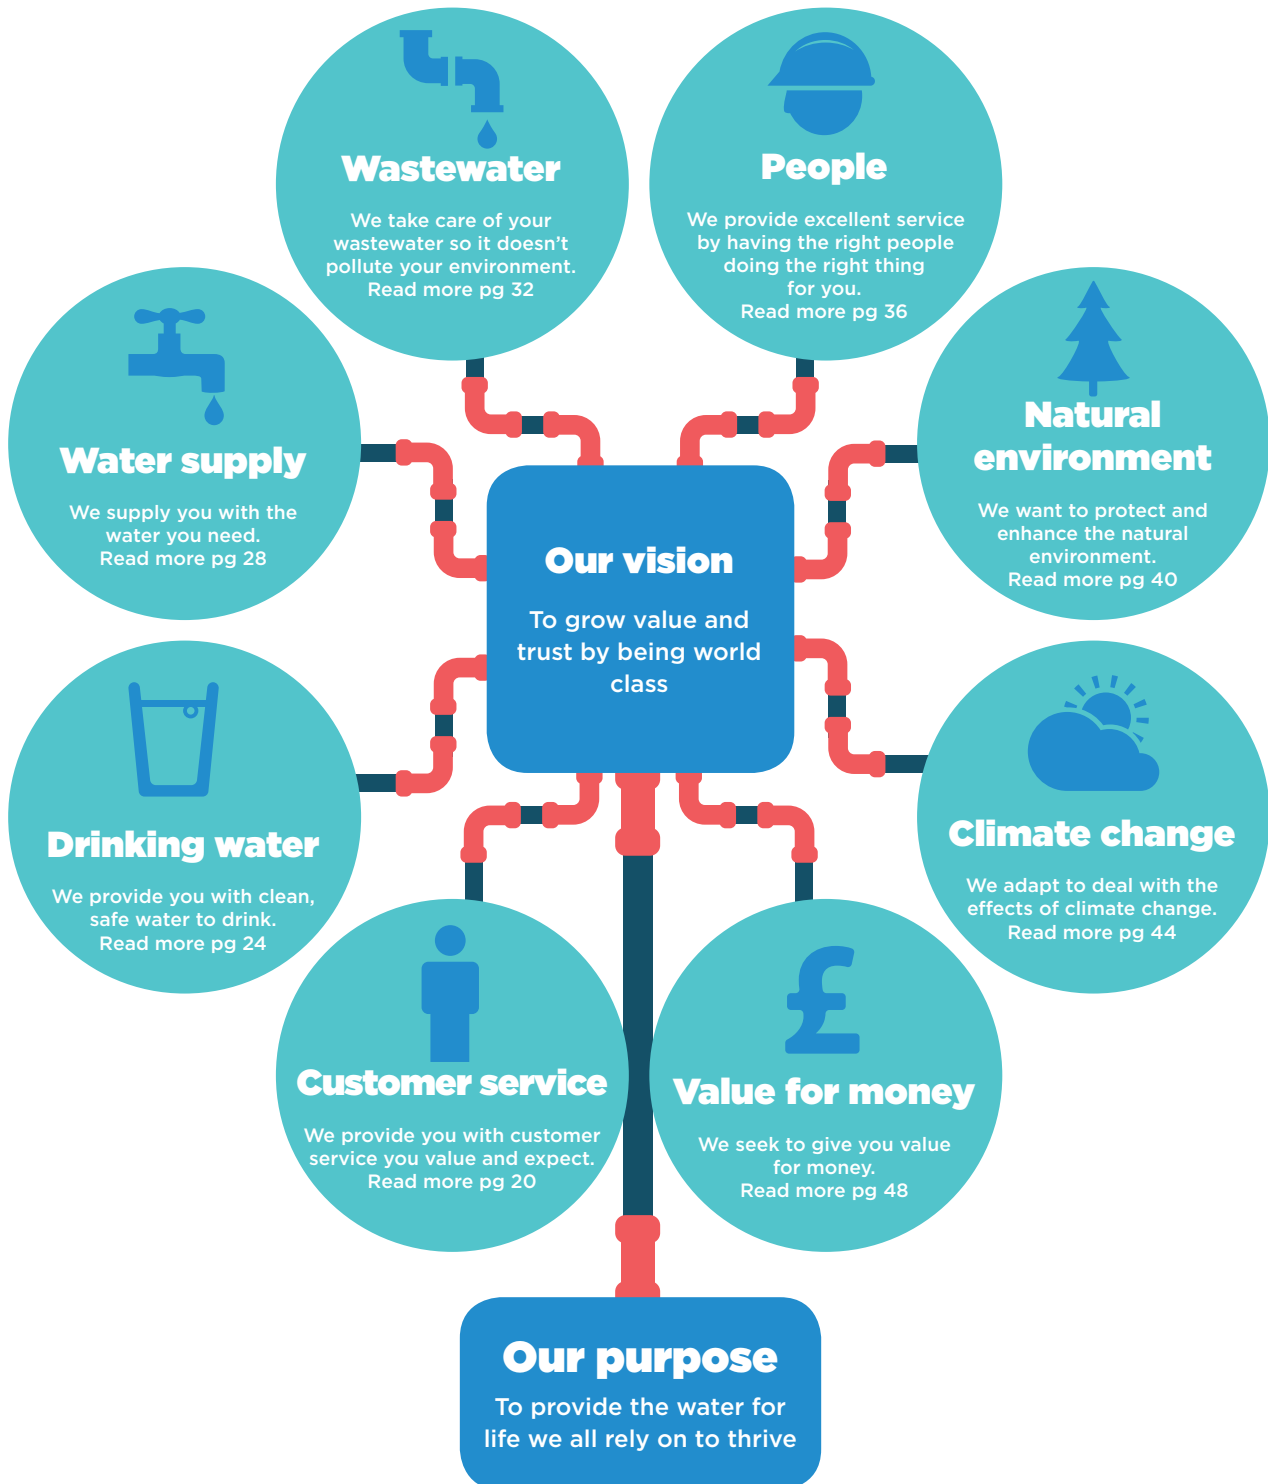 Wastewater
We take care of your
wastewater so it doesn’t
pollute your environment.
Read more pg 32
People
We provide excellent service
by having the right people
doing the right thing
for you.
Read more pg 36
Water supply
We supply you with the
water you need.
Read more pg 28
Natural
environment
We want to protect and
enhance the natural
environment.
Read more pg 40
Our vision
To grow value and
trust by being world
class
Drinking water
We provide you with clean,
safe water to drink.
Read more pg 24
Climate change
We adapt to deal with the
effects of climate change.
Read more pg 44
Customer service
We provide you with customer
service you value and expect.
Read more pg 20
Value for money
We seek to give you value
for money.
Read more pg 48
Our purpose
To provide the water for
life we all rely on to thrive